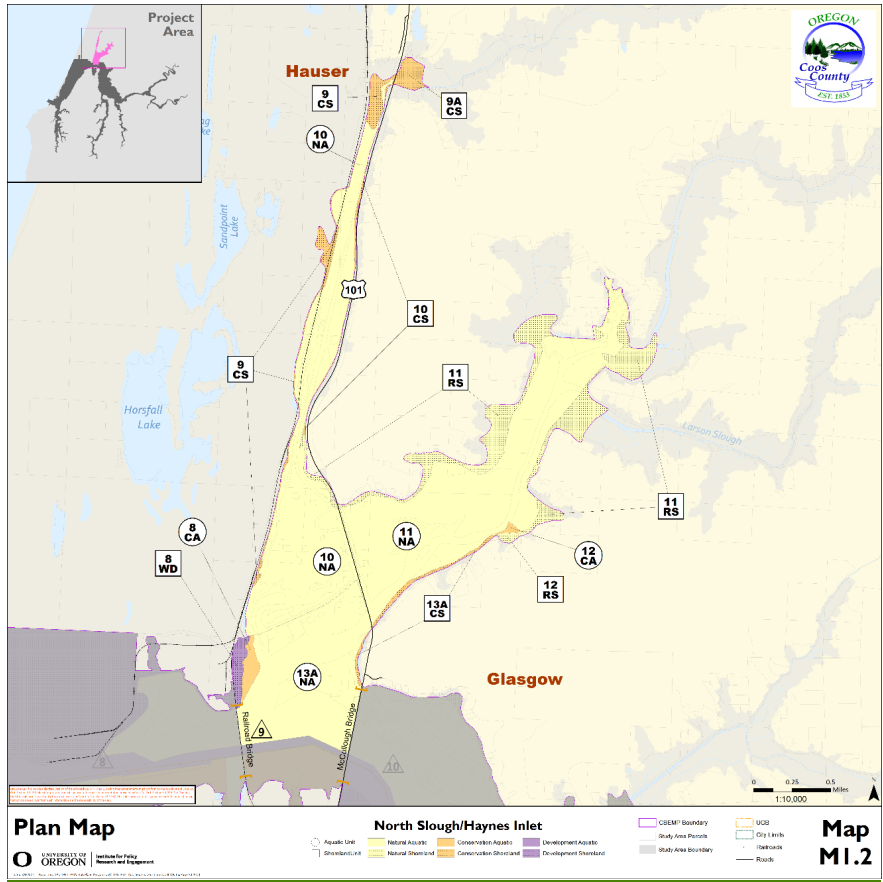 Project
Area
OREGON
Coos
County
EST. 1853
Hauser
9
CS
9A
CS
10
NA
Sandpoint
Lake
101
10
CS
9
CS
11
RS
Horsfall
Lake
Larson Slough
11
RS
8
CA
8
WD
10
NA
11
NA
12
CA
12
RS
13A
CS
13A
NA
Glasgow
Railroad Bridge
McCullough Bridge
9
8
10
0 0.25 0.5
Miles
1:10,000
N
Plan Map
UNIVERSITY OF
OREGON
Institute for Policy
Research and Engagement
North Slough/Haynes Inlet
Aquatic Unit
Shoreland Unit
Natural Aquatic
Natural Shoreland
Conservation Aquatic
Conservation Shoreland
Development Aquatic
Development Shoreland
CBEMP Boundary
Study Area Parcels
Study Area Boundary
UGB
City Limits
Railroads
Roads
Map
M1.2